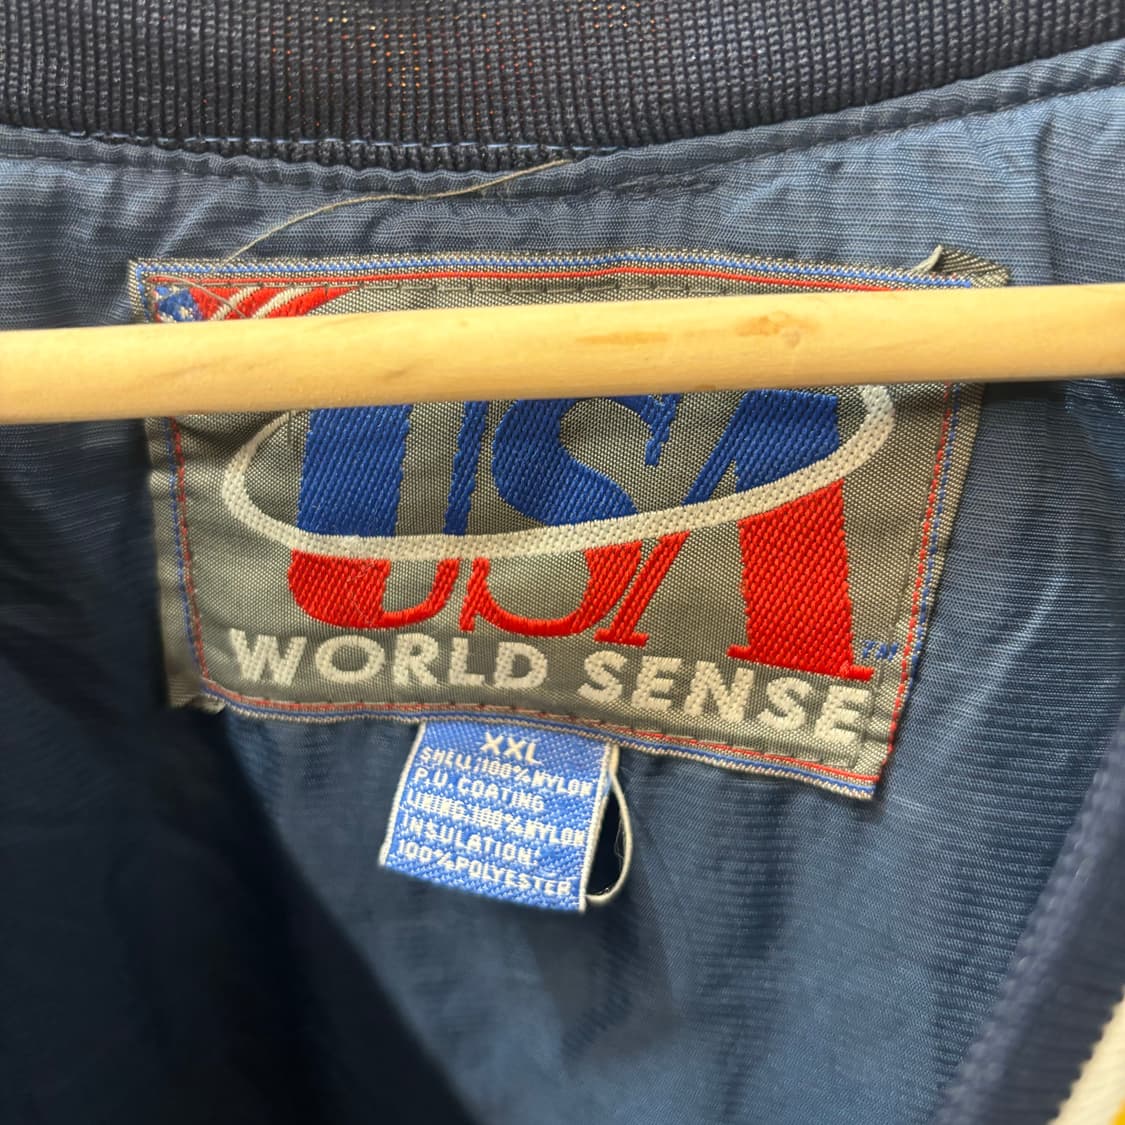 USA
WORLD SENSE
TM
XXL
SHELL:100%NYLON
P.U.COATING
LINING:100%NYLON
INSULATION:
100%POLYESTER